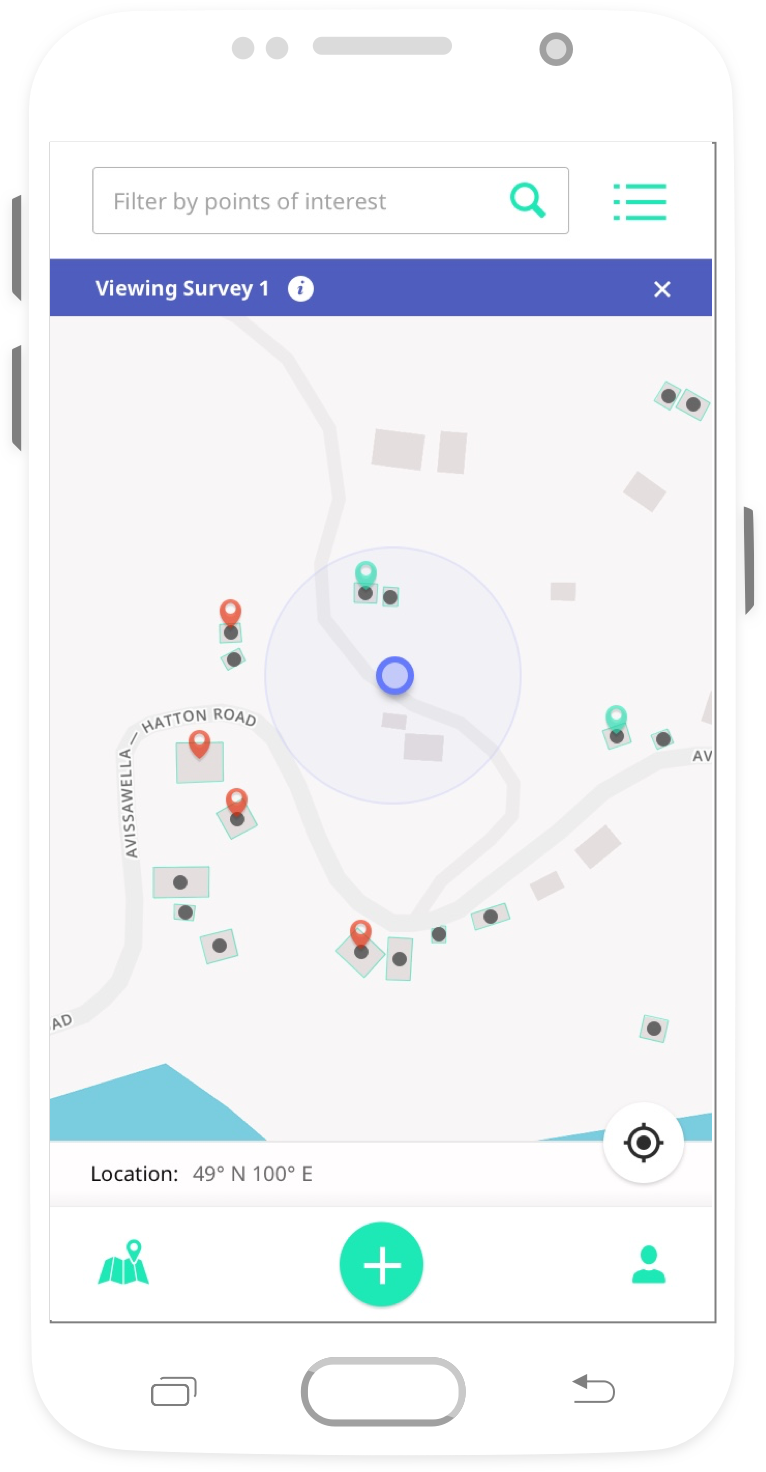 Filter by points of interest
Viewing Survey 1 i
AVISSAWELLA — HATTON ROAD
AV
AD
Location: 49° N 100° E